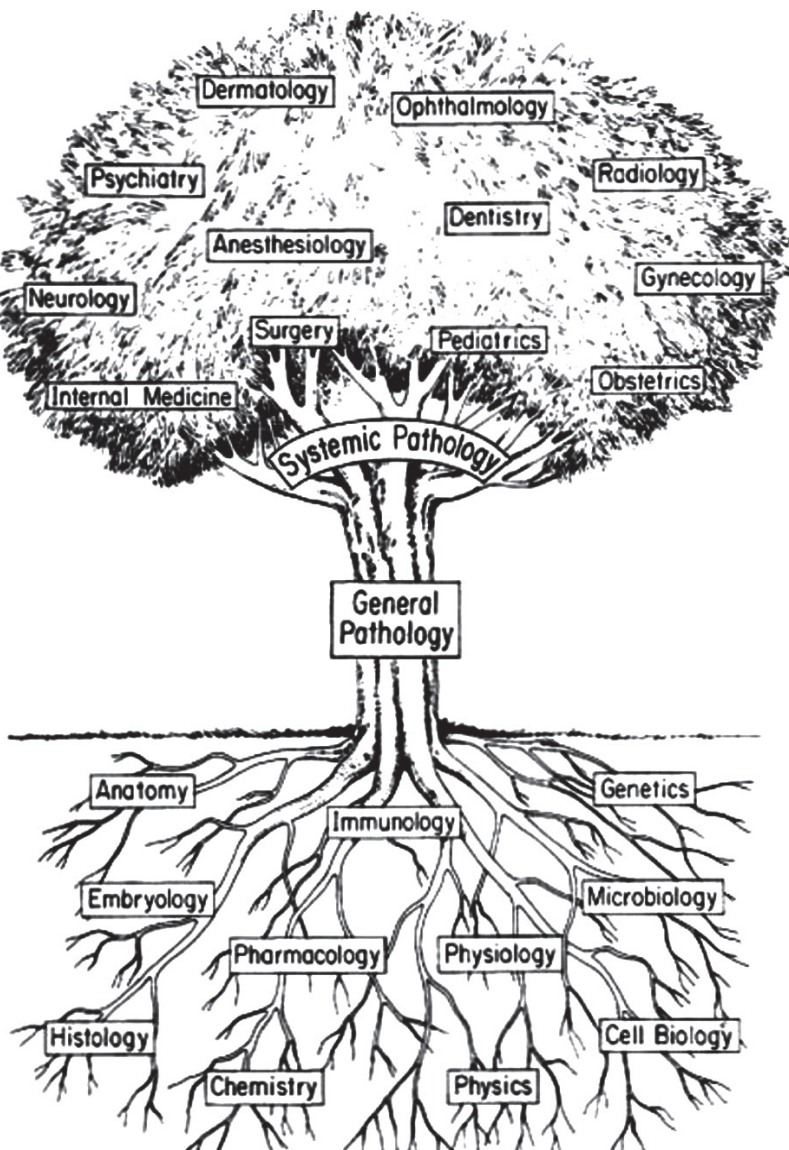 Dermatology
Ophthalmology
Psychiatry
Radiology
Dentistry
Anesthesiology
Gynecology
Neurology
Surgery
Pediatrics
Obstetrics
Internal Medicine
Systemic Pathology
General
Pathology
Anatomy
Genetics
Immunology
Embryology
Microbiology
Pharmacology
Physiology
Histology
Cell Biology
Chemistry
Physics